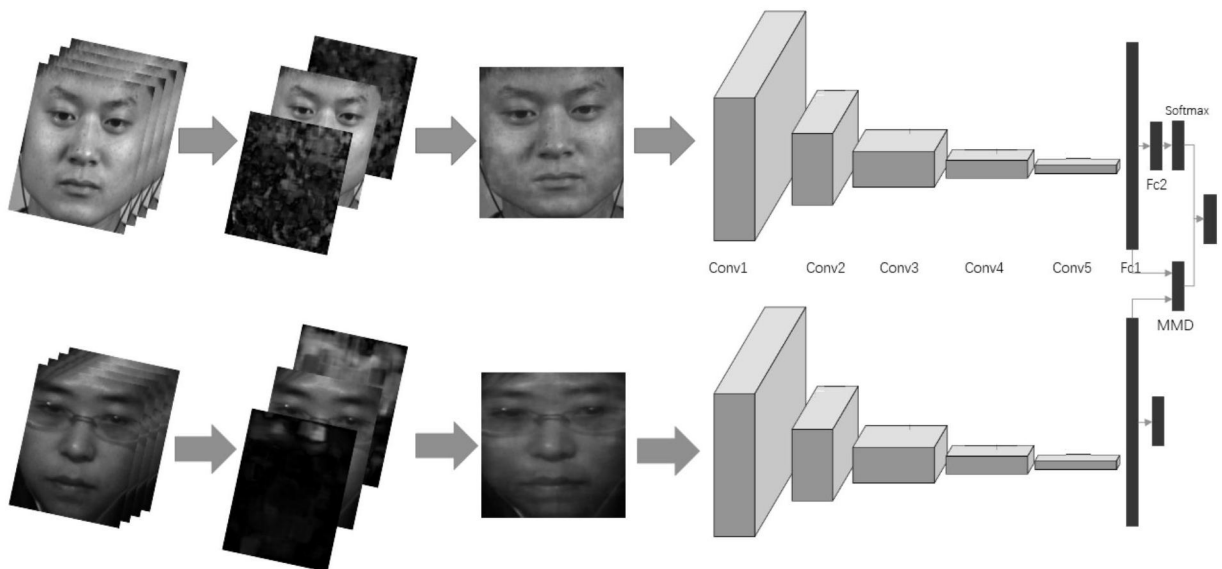 Softmax
Fc2
Conv1
Conv2
Conv3
Conv4
Conv5
Fc1
MMD